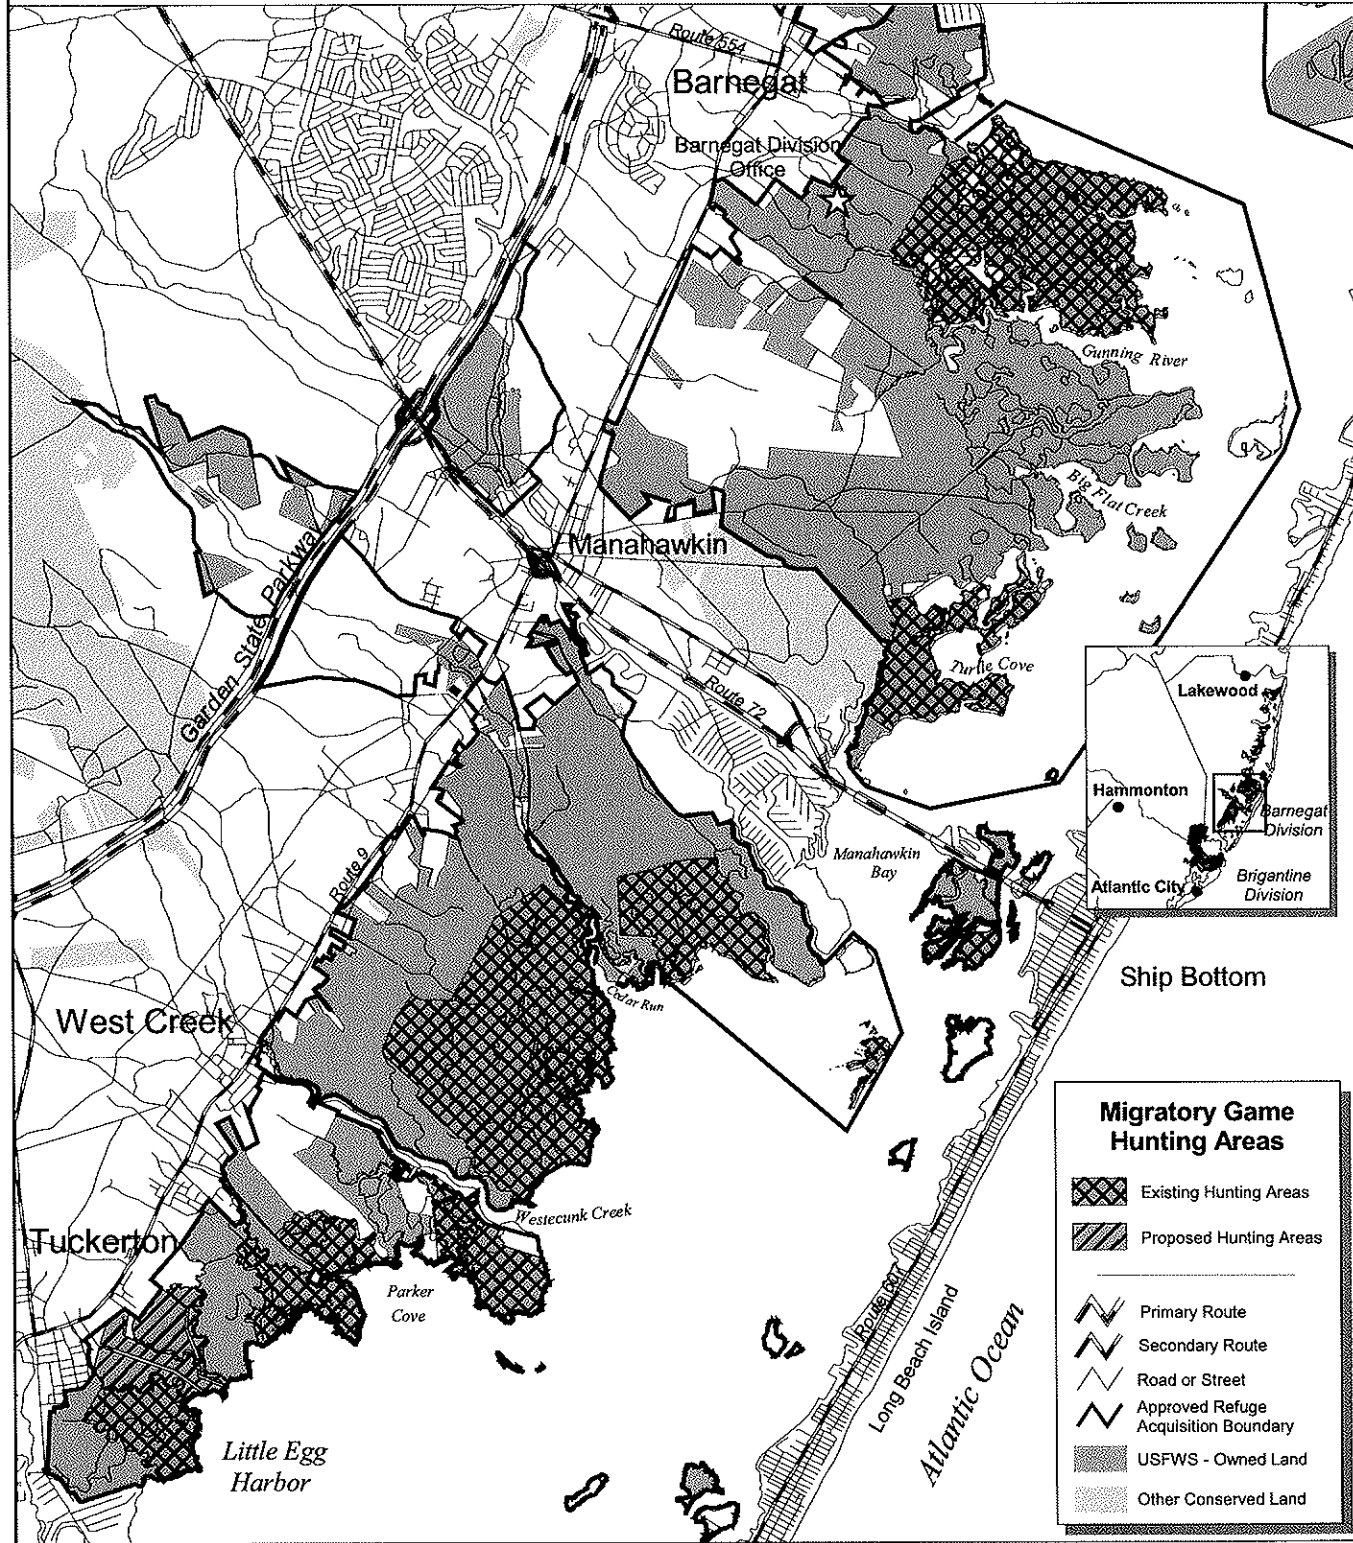 Route 554
Barnegat
Barnegat Division
Office
Gunning River
Big Flat Creek
Manahawkin
Garden State Parkway
Turtle Cove
Route 72
Lakewood
Hammonton
Barnegat
Division
Atlantic City
Brigantine
Division
Manahawkin
Bay
Route 9
Cedar Run
Ship Bottom
West Creek
Westecunk Creek
Tuckerton
Parker
Cove
Route 607
Long Beach Island
Atlantic Ocean
Little Egg
Harbor
Migratory Game
Hunting Areas
Existing Hunting Areas
Proposed Hunting Areas
Primary Route
Secondary Route
Road or Street
Approved Refuge
Acquisition Boundary
USFWS - Owned Land
Other Conserved Land